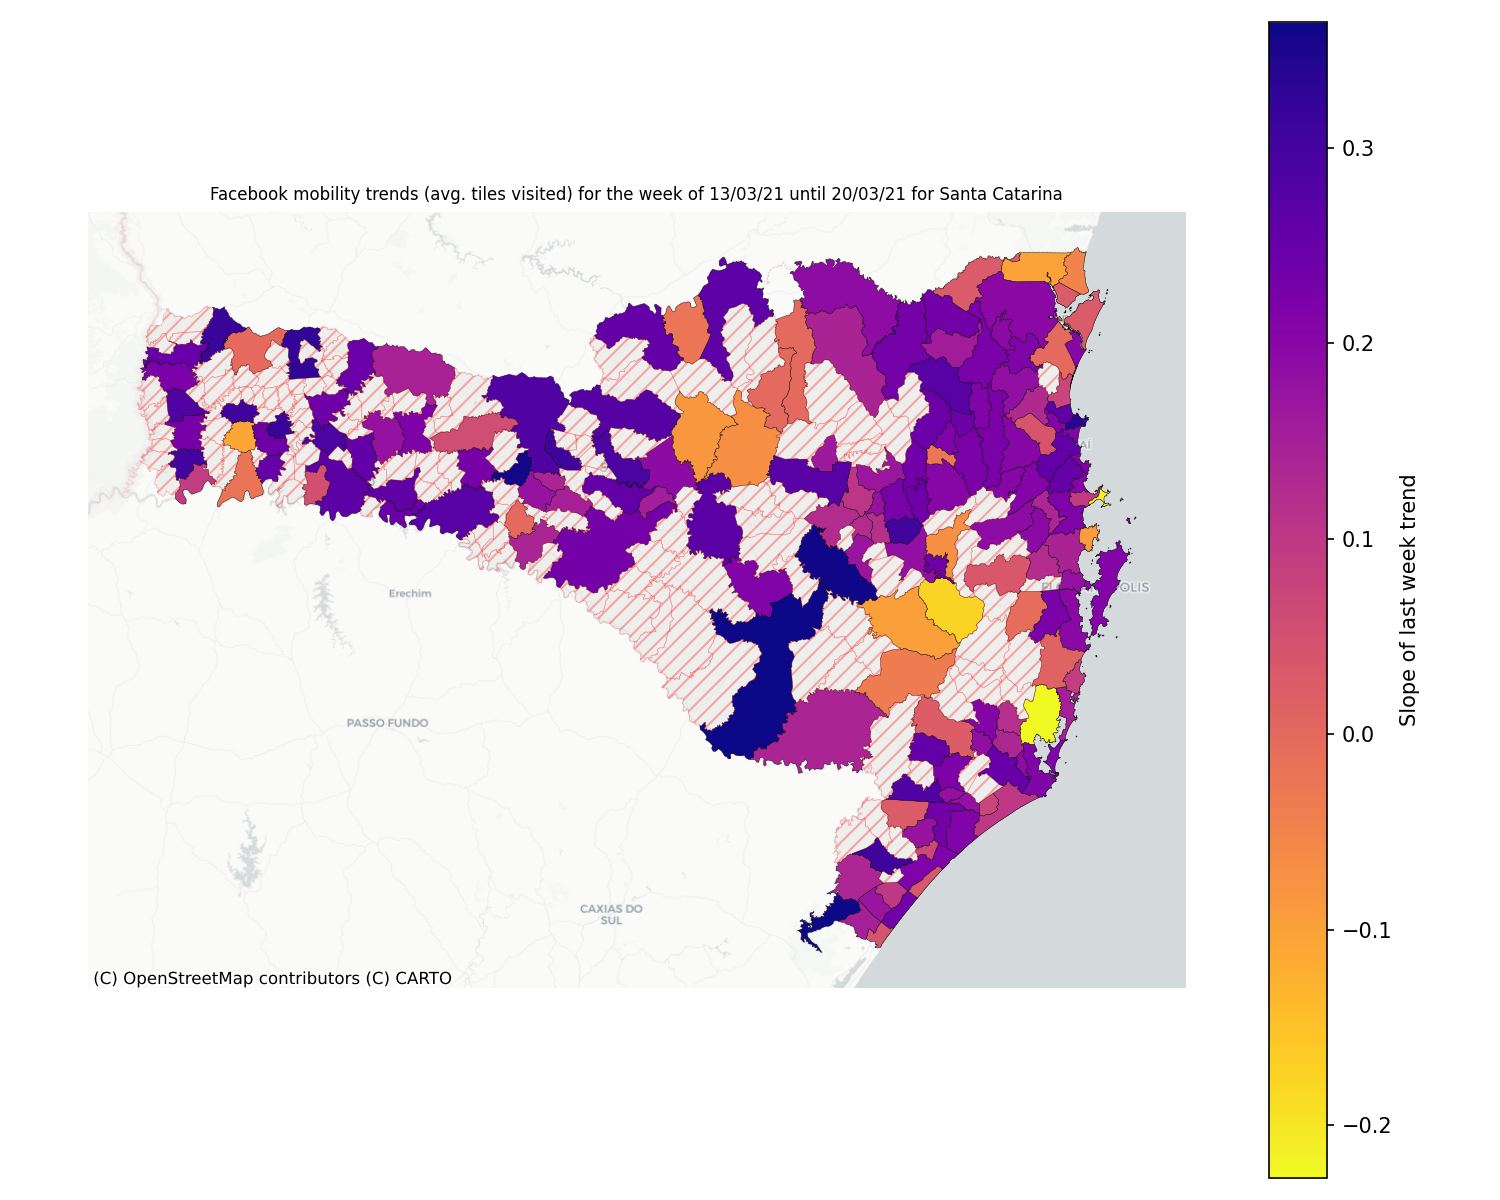 Facebook mobility trends (avg. tiles visited) for the week of 13/03/21 until 20/03/21 for Santa Catarina
0.3
0.2
0.1
0.0
−0.1
−0.2
Slope of last week trend
Erechim
PASSO FUNDO
CAXIAS DO
SUL
(C) OpenStreetMap contributors (C) CARTO